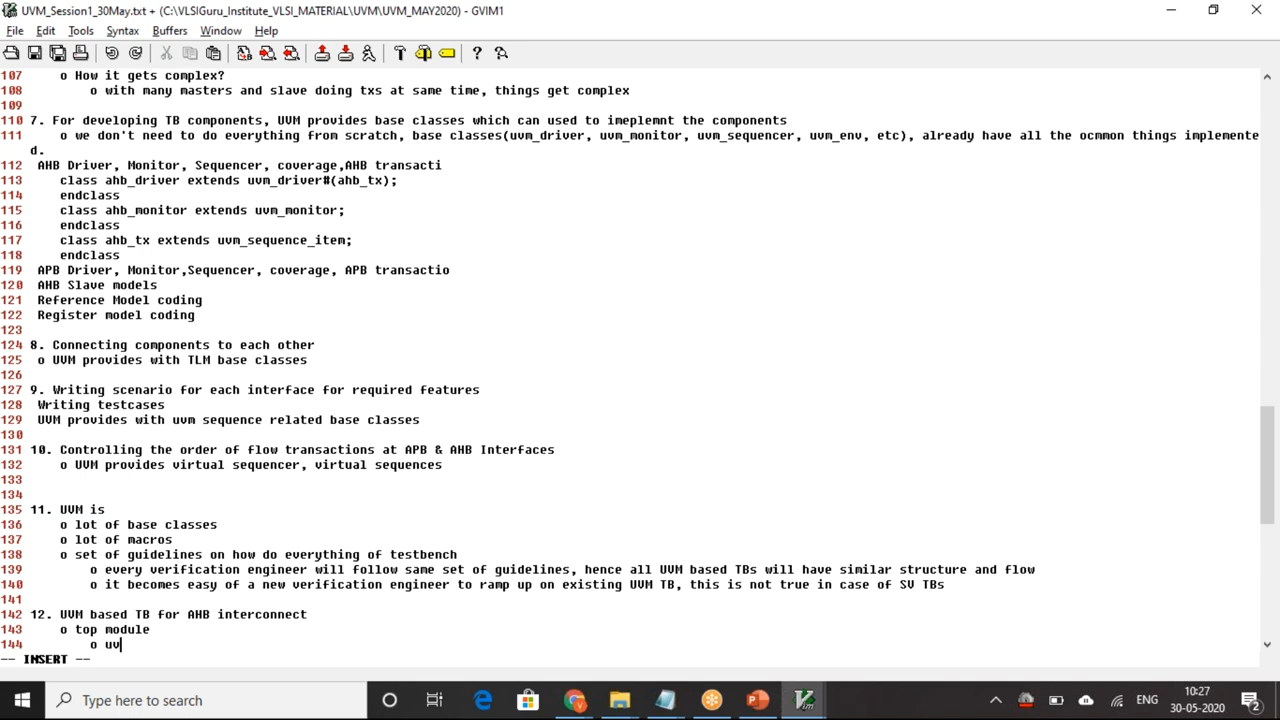 UVM_Session1_30May.txt + (C:\VLSIGuru_Institute_VLSI_MATERIAL\UVM\UVM_MAY2020) - GVIM1
File Edit Tools Syntax Buffers Window Help
107 o How it gets complex?
108 o with many masters and slave doing txs at same time, things get complex
109
110 7. For developing TB components, UVM provides base classes which can used to imeplemnt the components
111 o we don't need to do everything from scratch, base classes(uvm_driver, uvm_monitor, uvm_sequencer, uvm_env, etc), already have all the ocmmon things implemente
d.
112 AHB Driver, Monitor, Sequencer, coverage,AHB transacti
113 class ahb_driver extends uvm_driver#(ahb_tx);
114 endclass
115 class ahb_monitor extends uvm_monitor;
116 endclass
117 class ahb_tx extends uvm_sequence_item;
118 endclass
119 APB Driver, Monitor,Sequencer, coverage, APB transactio
120 AHB Slave models
121 Reference Model coding
122 Register model coding
123
124 8. Connecting components to each other
125 o UVM provides with TLM base classes
126
127 9. Writing scenario for each interface for required features
128 Writing testcases
129 UVM provides with uvm sequence related base classes
130
131 10. Controlling the order of flow transactions at APB & AHB Interfaces
132 o UVM provides virtual sequencer, virtual sequences
133
134
135 11. UVM is
136 o lot of base classes
137 o lot of macros
138 o set of guidelines on how do everything of testbench
139 o every verification engineer will follow same set of guidelines, hence all UVM based TBs will have similar structure and flow
140 o it becomes easy of a new verification engineer to ramp up on existing UVM TB, this is not true in case of SV TBs
141
142 12. UVM based TB for AHB interconnect
143 o top module
144 o uv
-- INSERT --
Type here to search
ENG
10:27
30-05-2020
2